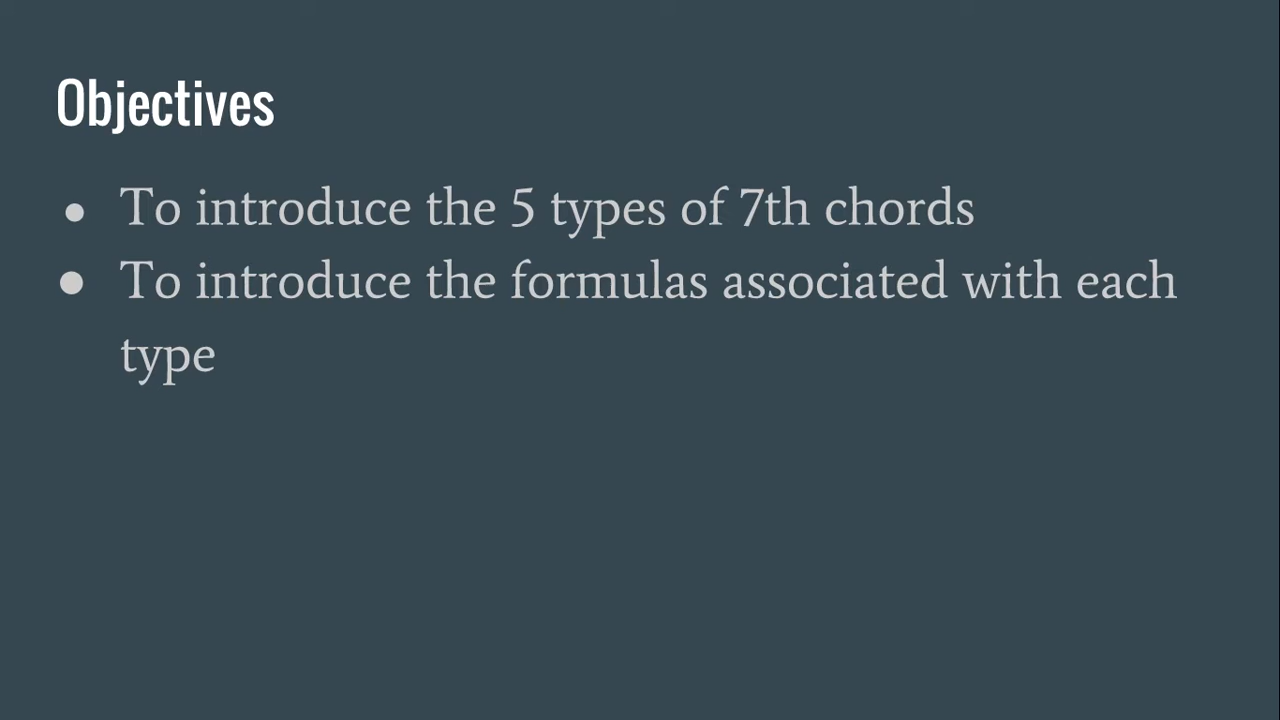 Objectives
● To introduce the 5 types of 7th chords
● To introduce the formulas associated with each
type